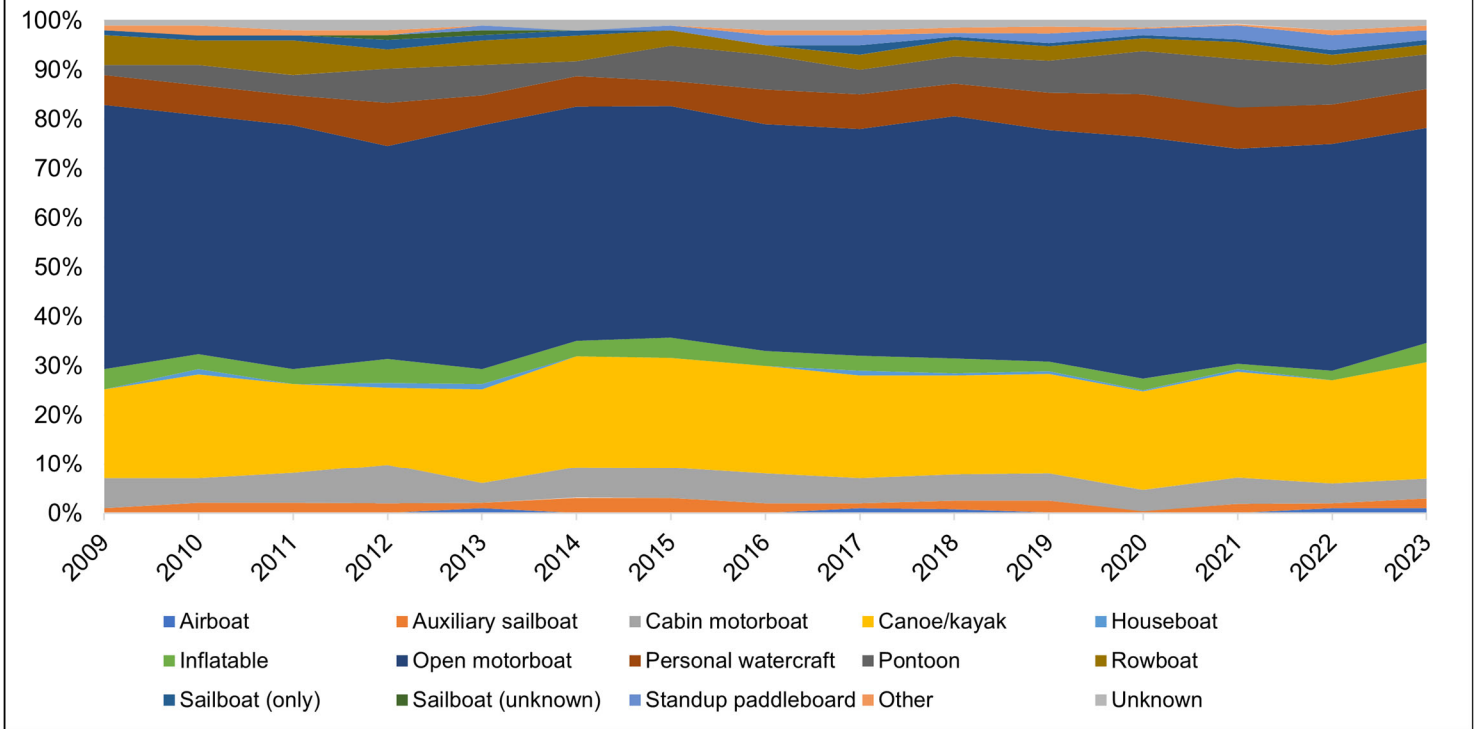 100%
90%
80%
70%
60%
50%
40%
30%
20%
10%
0%
2009 2010 2011 2012 2013 2014 2015 2016 2017 2018 2019 2020 2021 2022 2023
Airboat Auxiliary sailboat Cabin motorboat Canoe/kayak Houseboat
Inflatable Open motorboat Personal watercraft Pontoon Rowboat
Sailboat (only) Sailboat (unknown) Standup paddleboard Other Unknown